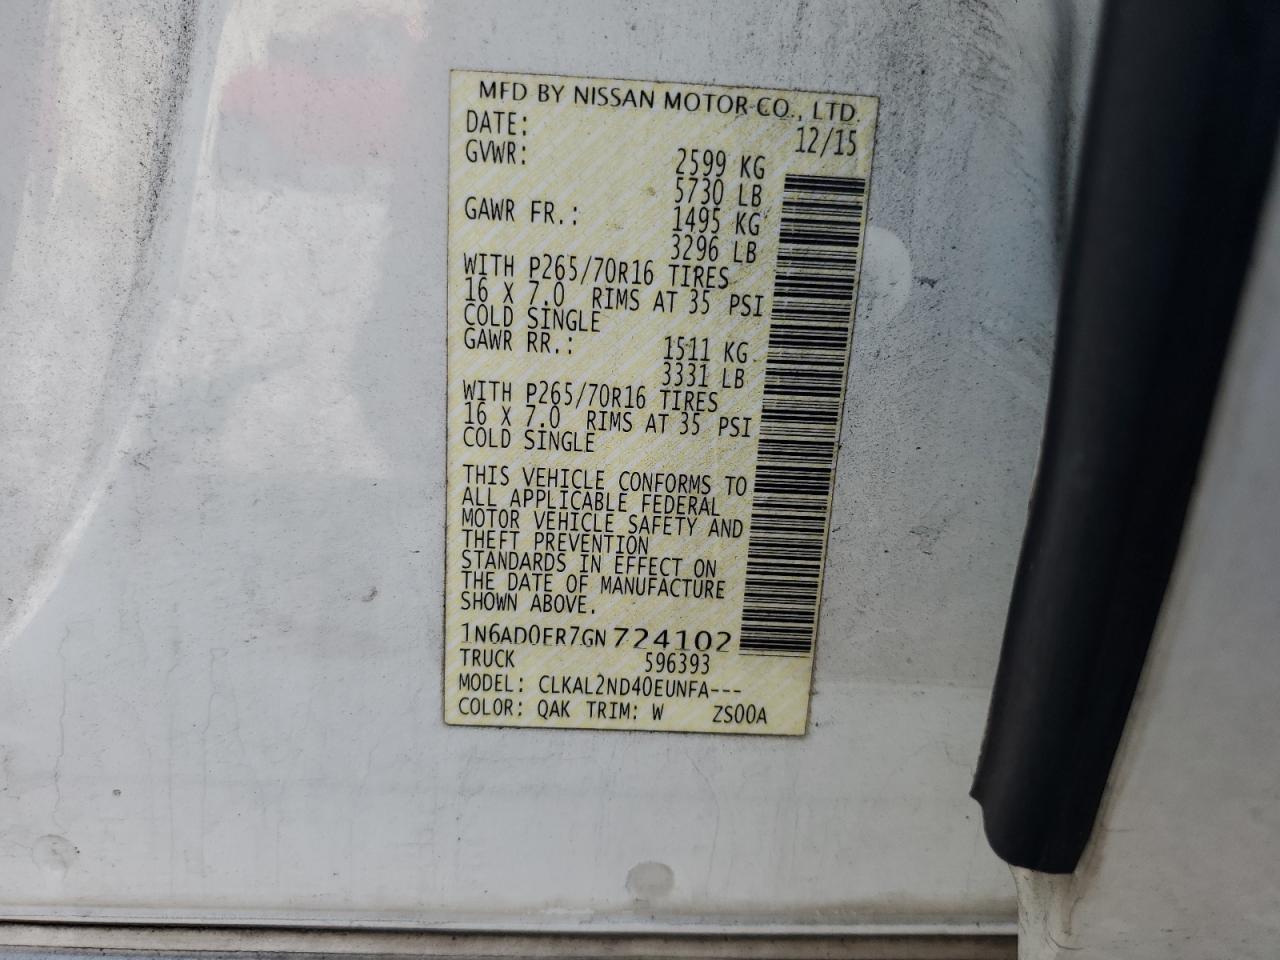 MFD BY NISSAN MOTOR CO., LTD.
DATE: 12/15
GVWR: 2599 KG
5730 LB
GAWR FR.: 1495 KG
3296 LB
WITH P265/70R16 TIRES
16 X 7.0 RIMS AT 35 PSI
COLD SINGLE
GAWR RR.: 1511 KG
3331 LB
WITH P265/70R16 TIRES
16 X 7.0 RIMS AT 35 PSI
COLD SINGLE
THIS VEHICLE CONFORMS TO
ALL APPLICABLE FEDERAL
MOTOR VEHICLE SAFETY AND
THEFT PREVENTION
STANDARDS IN EFFECT ON
THE DATE OF MANUFACTURE
SHOWN ABOVE.
1N6AD0ER7GN724102
TRUCK 596393
MODEL: CLKAL2ND40EUNFA---
COLOR: QAK TRIM: W ZS00A